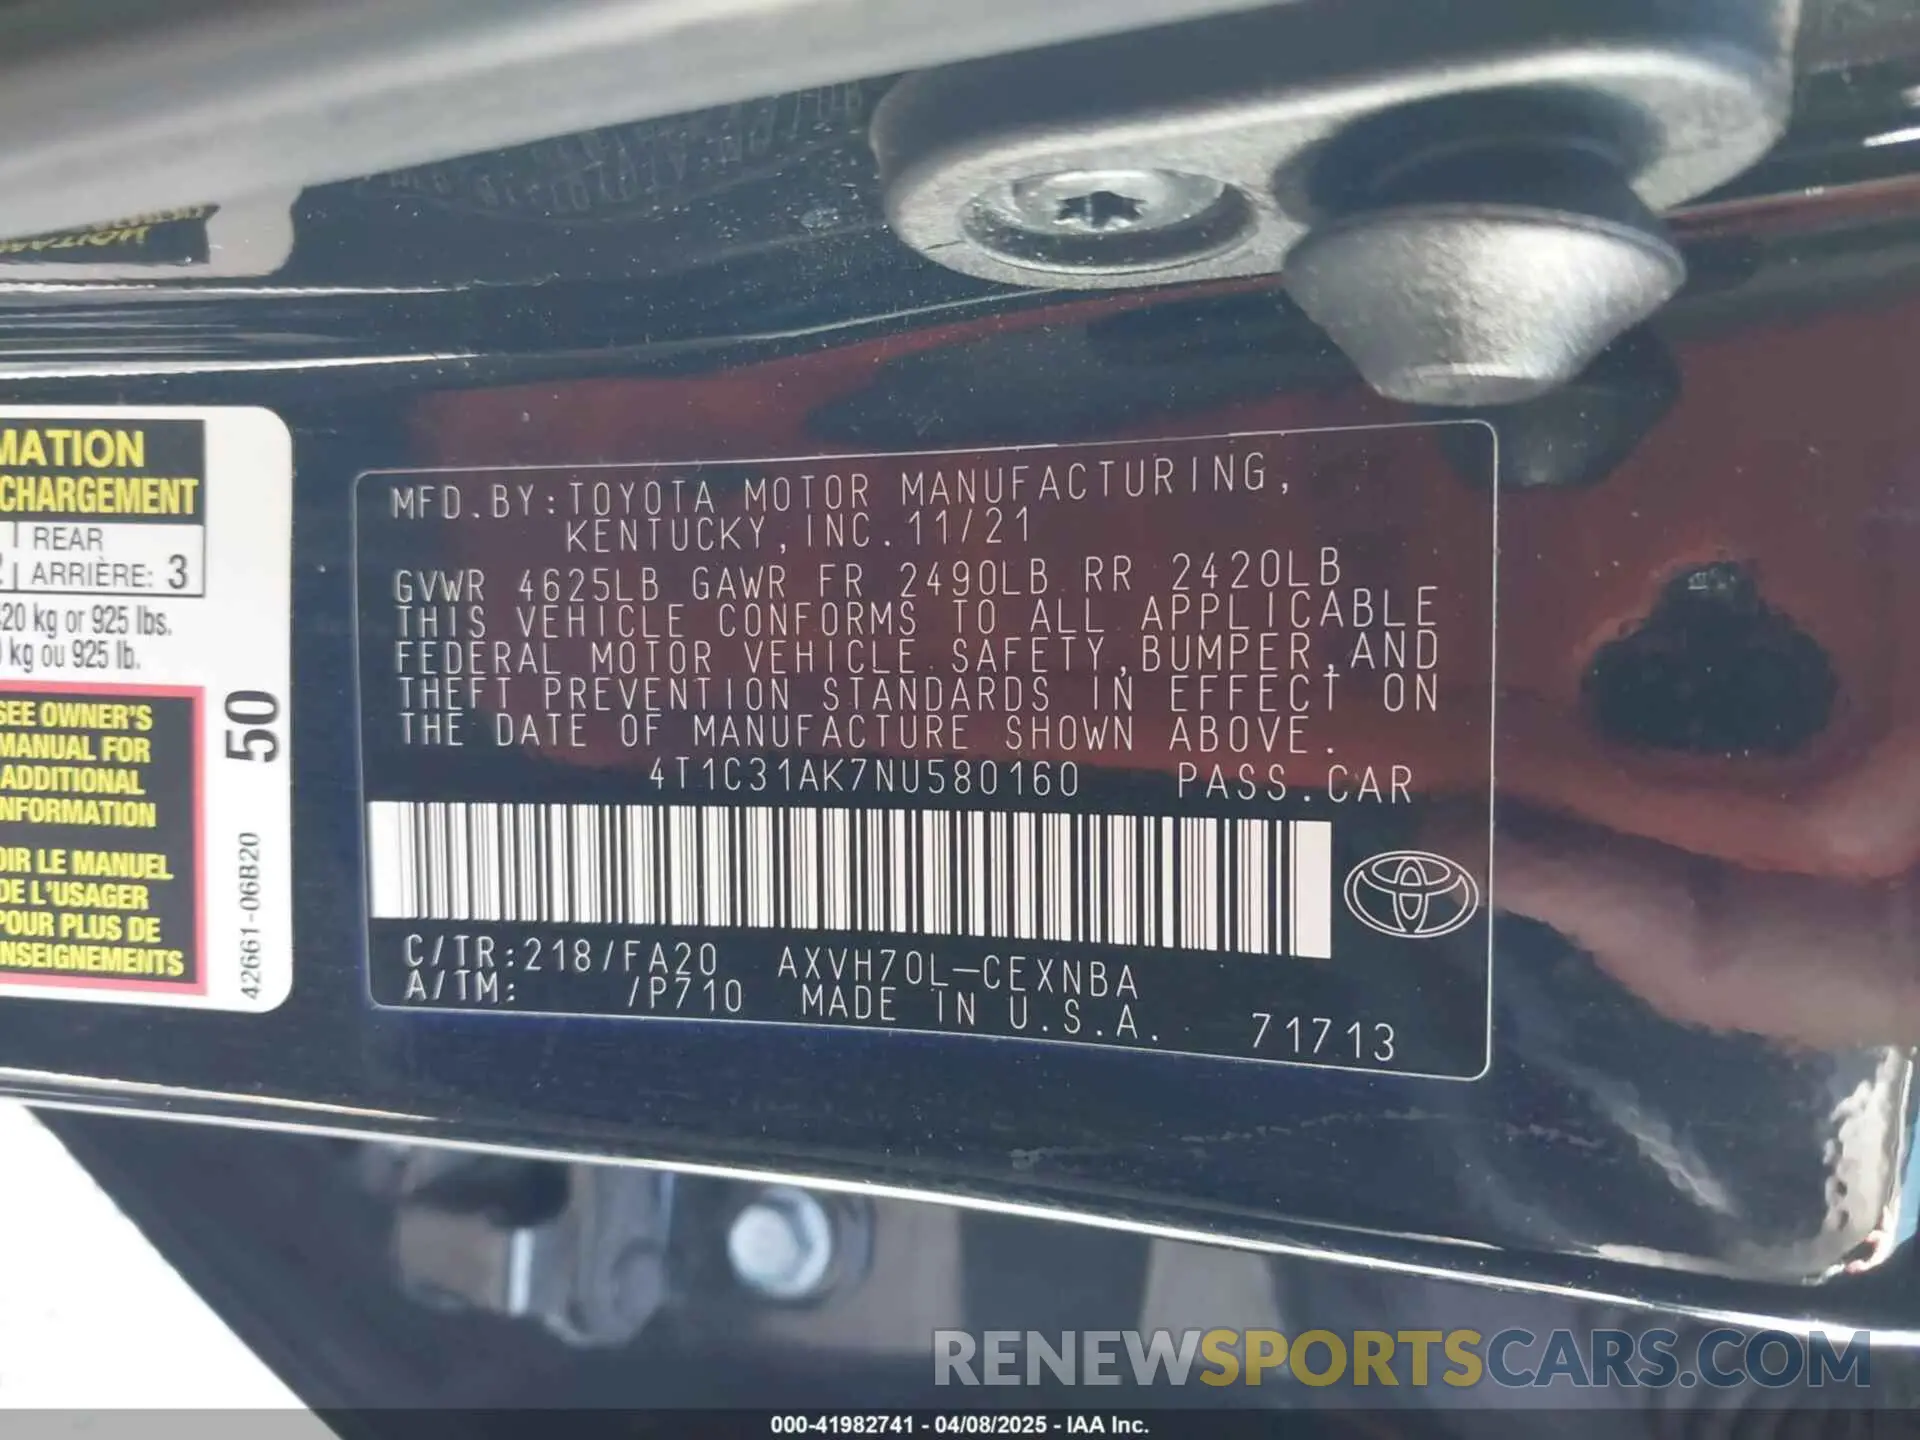 MATION
CHARGEMENT
REAR
ARRIÈRE: 3
20 kg or 925 lbs.
kg ou 925 lb.
SEE OWNER'S
MANUAL FOR
ADDITIONAL
NFORMATION
OIR LE MANUEL
DE L'USAGER
POUR PLUS DE
NSEIGNEMENTS
50
42661-06B20
MFD.BY:TOYOTA MOTOR MANUFACTURING,
KENTUCKY,INC.11/21
GVWR 4625LB GAWR FR 2490LB RR 2420LB
THIS VEHICLE CONFORMS TO ALL APPLICABLE
FEDERAL MOTOR VEHICLE SAFETY,BUMPER,AND
THEFT PREVENTION STANDARDS IN EFFECT ON
THE DATE OF MANUFACTURE SHOWN ABOVE.
4T1C31AK7NU580160 PASS.CAR
C/TR:218/FA20 AXVH70L-CEXNBA
A/TM: /P710 MADE IN U.S.A. 71713
RENEWSPORTSCARS.COM
000-41982741 - 04/08/2025 - IAA Inc.